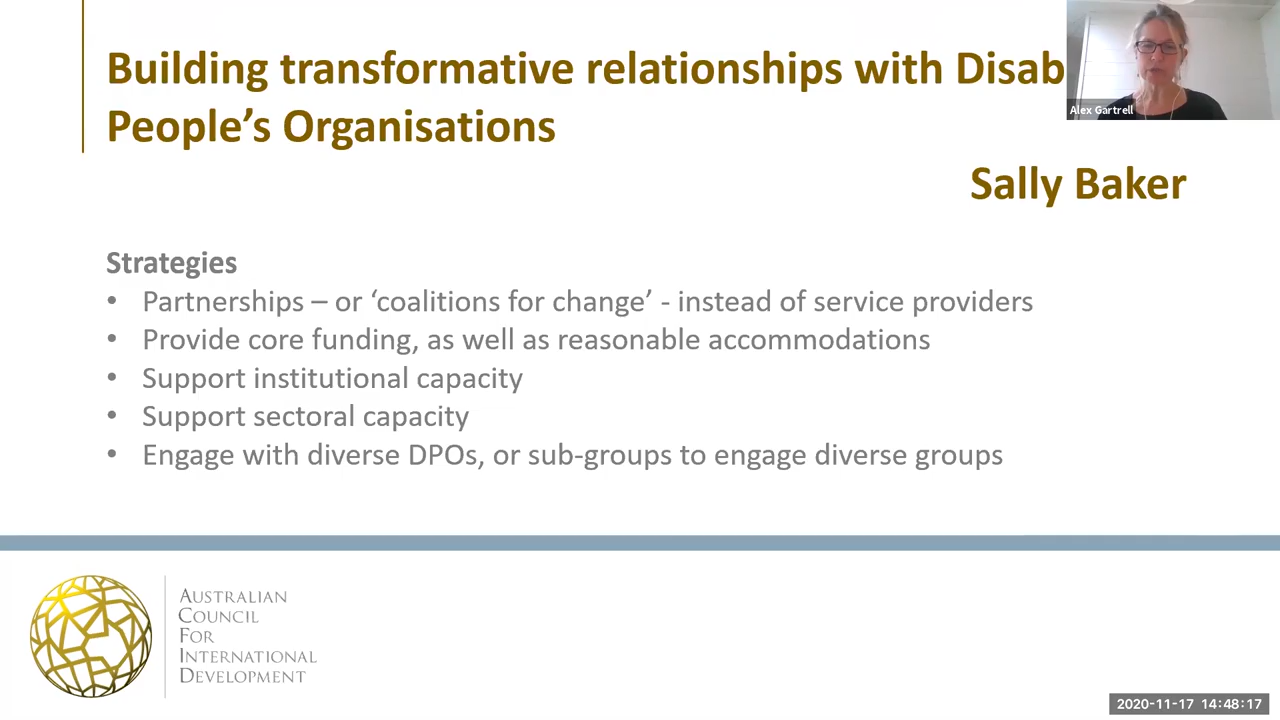 Building transformative relationships with Disab
People’s Organisations
Alex Gartrell
Sally Baker
Strategies
• Partnerships – or ‘coalitions for change’ - instead of service providers
• Provide core funding, as well as reasonable accommodations
• Support institutional capacity
• Support sectoral capacity
• Engage with diverse DPOs, or sub-groups to engage diverse groups
AUSTRALIAN
COUNCIL
FOR
INTERNATIONAL
DEVELOPMENT
2020-11-17 14:48:17